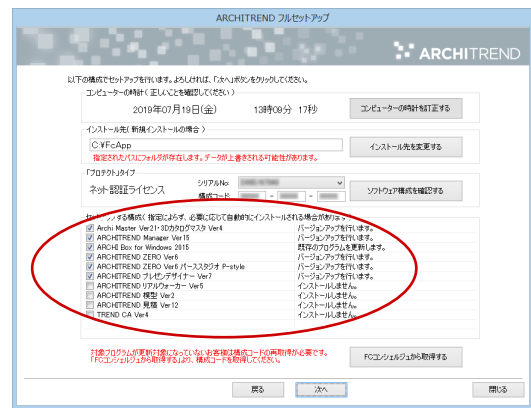 ARCHITREND フルセットアップ
ARCHITREND
以下の構成でセットアップを行います。よろしければ、「次へ」ボタンをクリックしてください。
コンピューターの時計( 正しいことを確認してください )
2019年07月19日(金) 13時09分 17秒 コンピューターの時計を訂正する
インストール先( 新規インストールの場合 )
C:¥FcApp インストール先を変更する
指定されたパスにフォルダが存在します。データが上書きされる可能性があります。
「プロテクト」タイプ
ネット認証ライセンス シリアルNo: ソフトウェア構成を確認する
構成コード - -
セットアップする構成( 指定によらず、必要に応じて自動的にインストールされる場合があります。
Archi Master Ver21・3Dカタログマスタ Ver4 バージョンアップを行います。
ARCHITREND Manager Ver15 バージョンアップを行います。
ARCHI Box for Windows 2015 既存のプログラムを更新します。
ARCHITREND ZERO Ver6 バージョンアップを行います。
ARCHITREND ZERO Ver6 パーススタジオ P-style バージョンアップを行います。
ARCHITREND プレゼンデザイナー Ver7 バージョンアップを行います。
ARCHITREND リアルウォーカー Ver5 インストールしません。
ARCHITREND 模型 Ver2 インストールしません。
ARCHITREND 見積 Ver12 インストールしません。
TREND CA Ver4 インストールしません。
対象プログラムが更新対象になっていないお客様は構成コードの再取得が必要です。
「FCコンシェルジュから取得する」より、構成コードを取得してください。 FCコンシェルジュから取得する
戻る 次へ 閉じる